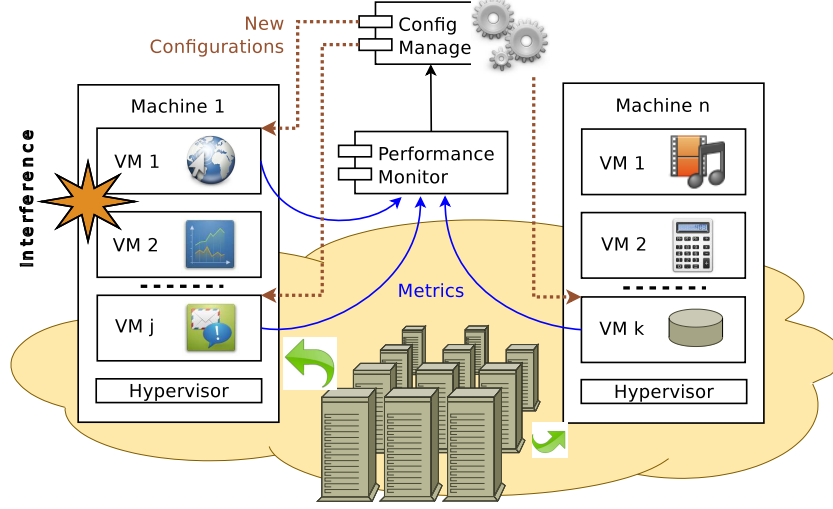 New
Configurations
Config
Manage
Machine 1
VM 1
VM 2
VM j
Hypervisor
Interference
Performance
Monitor
Metrics
Machine n
VM 1
VM 2
VM k
Hypervisor